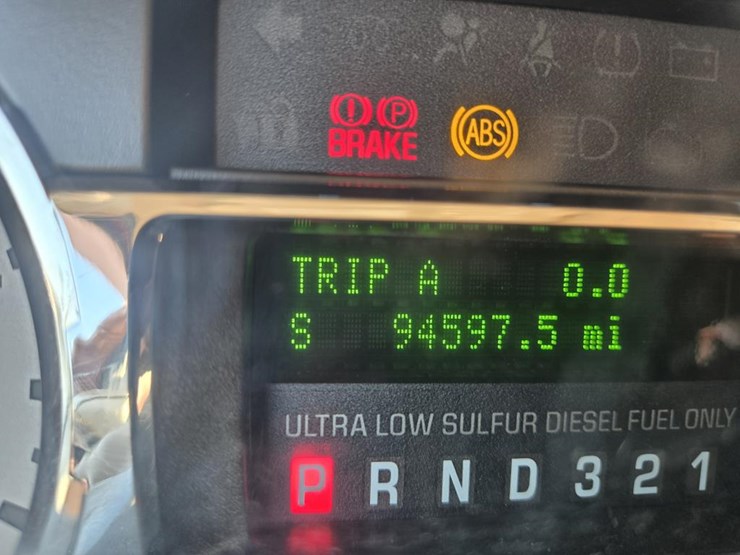 ! P
BRAKE
ABS
TRIP A 0.0
S 94597.5 mi
ULTRA LOW SULFUR DIESEL FUEL ONLY
P R N D 3 2 1